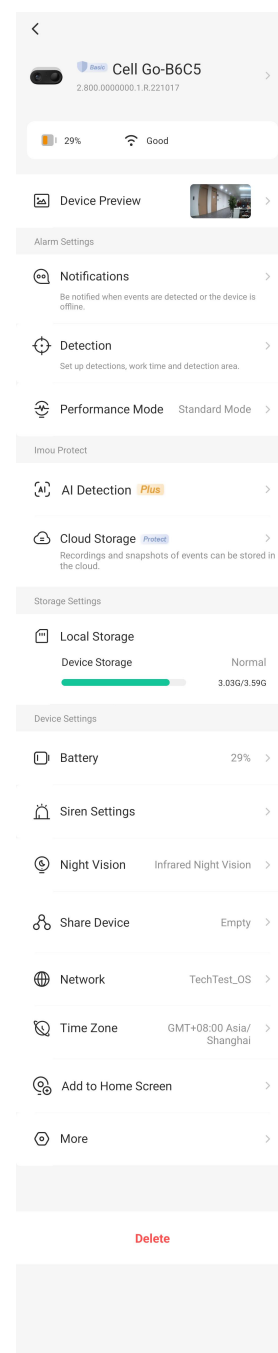 Basic Cell Go-B6C5
2.800.0000000.1.R.221017
29% Good
Device Preview
Alarm Settings
Notifications
Be notified when events are detected or the device is
offline.
Detection
Set up detections, work time and detection area.
Performance Mode Standard Mode
Imou Protect
AI AI Detection Plus
Cloud Storage Protect
Recordings and snapshots of events can be stored in
the cloud.
Storage Settings
Local Storage
Device Storage Normal
3.03G/3.59G
Device Settings
Battery 29%
Siren Settings
Night Vision Infrared Night Vision
Share Device Empty
Network TechTest_OS
Time Zone GMT+08:00 Asia/
Shanghai
Add to Home Screen
More
Delete